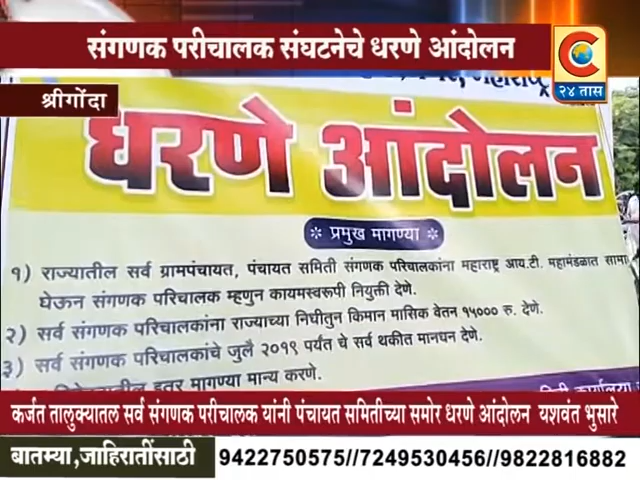 संगणक परीचालक संघटनेचे धरणे आंदोलन
C
२४ तास
श्रीगोंदा
महाराष्ट्र
धरणे आंदोलन
* प्रमुख मागण्या *
१) राज्यातील सर्व ग्रामपंचायत, पंचायत समिती संगणक परिचालकांना महाराष्ट्र आय.टी. महामंडळात सामा
घेऊन संगणक परिचालक म्हणुन कायमस्वरूपी नियुक्ती देणे.
२) सर्व संगणक परिचालकांना राज्याच्या निधीतुन किमान मासिक वेतन १५००० रु. देणे.
३) सर्व संगणक परिचालकांचे जुलै २०१९ पर्यंत चे सर्व थकीत मानधन देणे.
इतर मागण्या मान्य करणे.
कर्जत तालुक्यातल सर्व संगणक परीचालक यांनी पंचायत समितीच्या समोर धरणे आंदोलन यशवंत भुसारे
बातम्या,जाहिरातींसाठी
9422750575//7249530456//9822816882